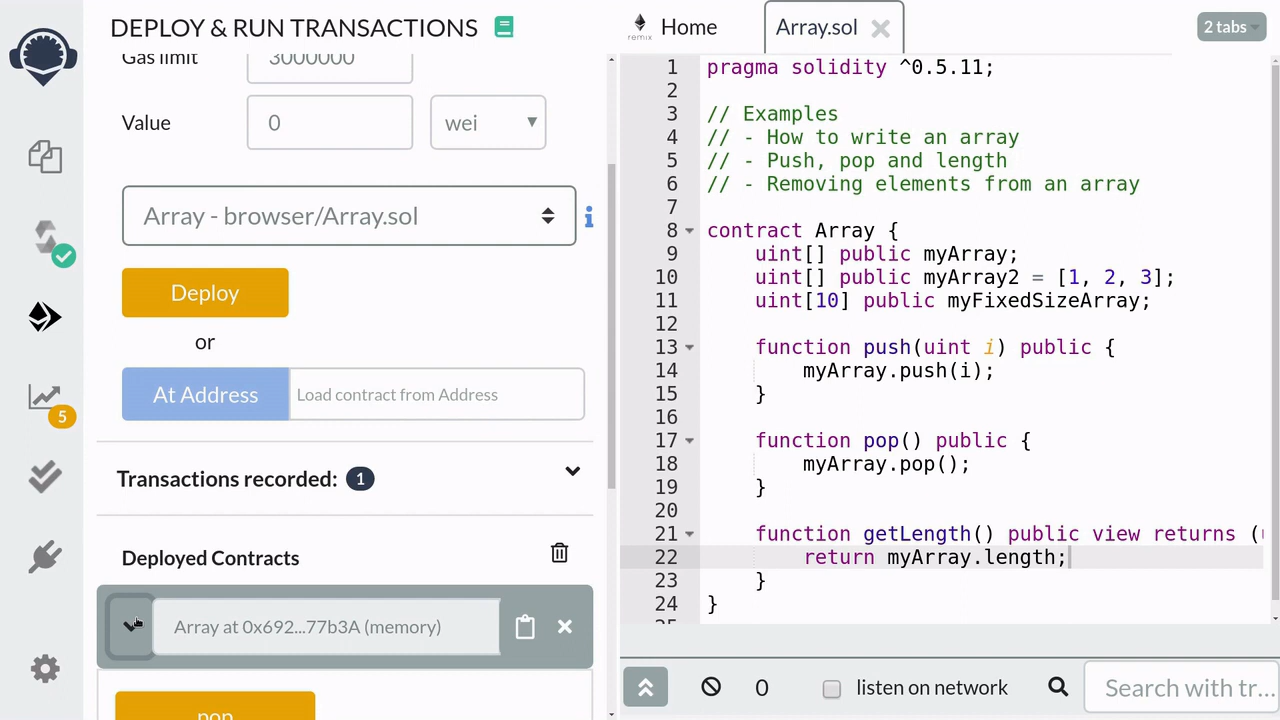 DEPLOY & RUN TRANSACTIONS
Gas limit
3000000
Value
0
wei
Array - browser/Array.sol
Deploy
or
At Address
Load contract from Address
Transactions recorded: 1
Deployed Contracts
Array at 0x692...77b3A (memory)
pop
5
remix
Home
Array.sol
2 tabs
1 pragma solidity ^0.5.11;
2
3 // Examples
4 // - How to write an array
5 // - Push, pop and length
6 // - Removing elements from an array
7
8 contract Array {
9 uint[] public myArray;
10 uint[] public myArray2 = [1, 2, 3];
11 uint[10] public myFixedSizeArray;
12
13 function push(uint i) public {
14 myArray.push(i);
15 }
16
17 function pop() public {
18 myArray.pop();
19 }
20
21 function getLength() public view returns (
22 return myArray.length;
23 }
24 }
0
listen on network
Search with tr...